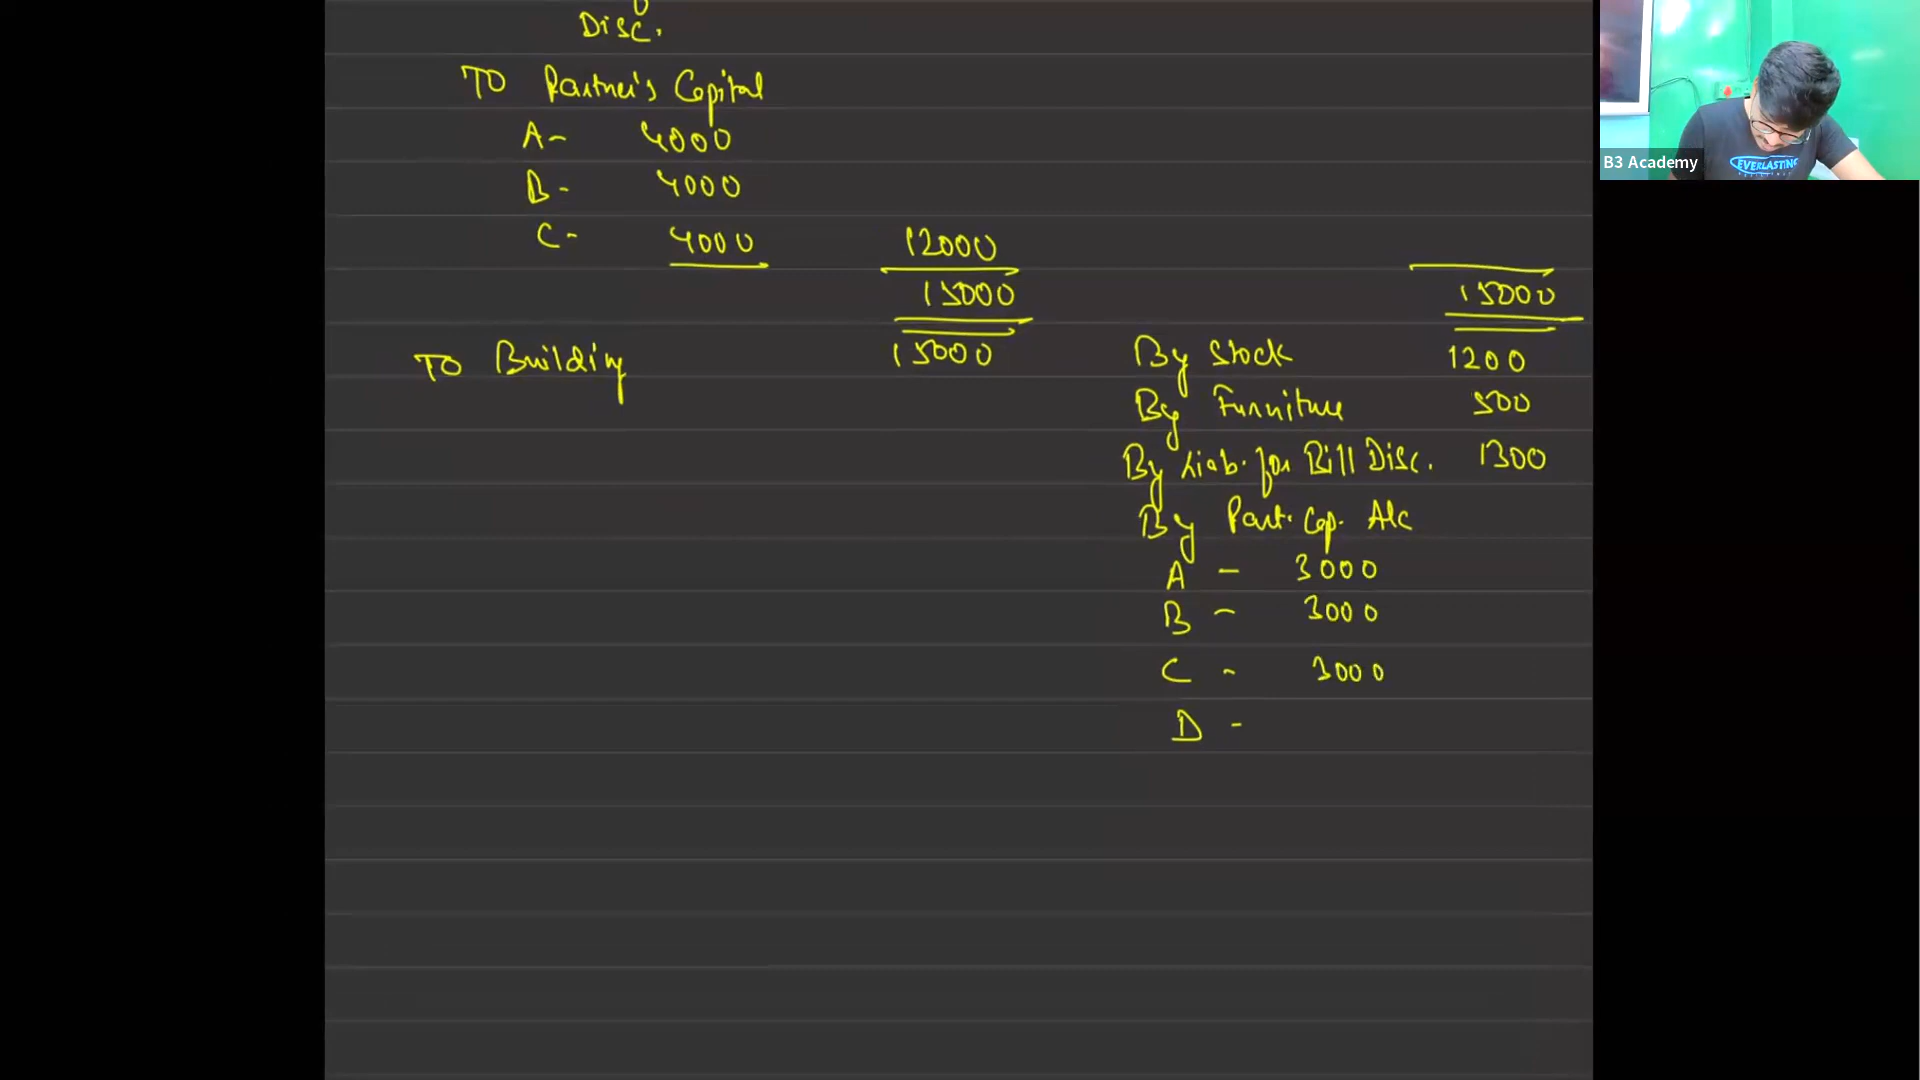 Disc.
TO Partner's Capital
A- 4000
B- 4000
C- 4000 12000
15000 15000
TO Building 15000 By Stock 1200
By Furniture 500
By Liab. for Bill Disc. 1300
By Part. Cap. A/c
A - 3000
B - 3000
C - 3000
D -
B3 Academy
EVERLASTING